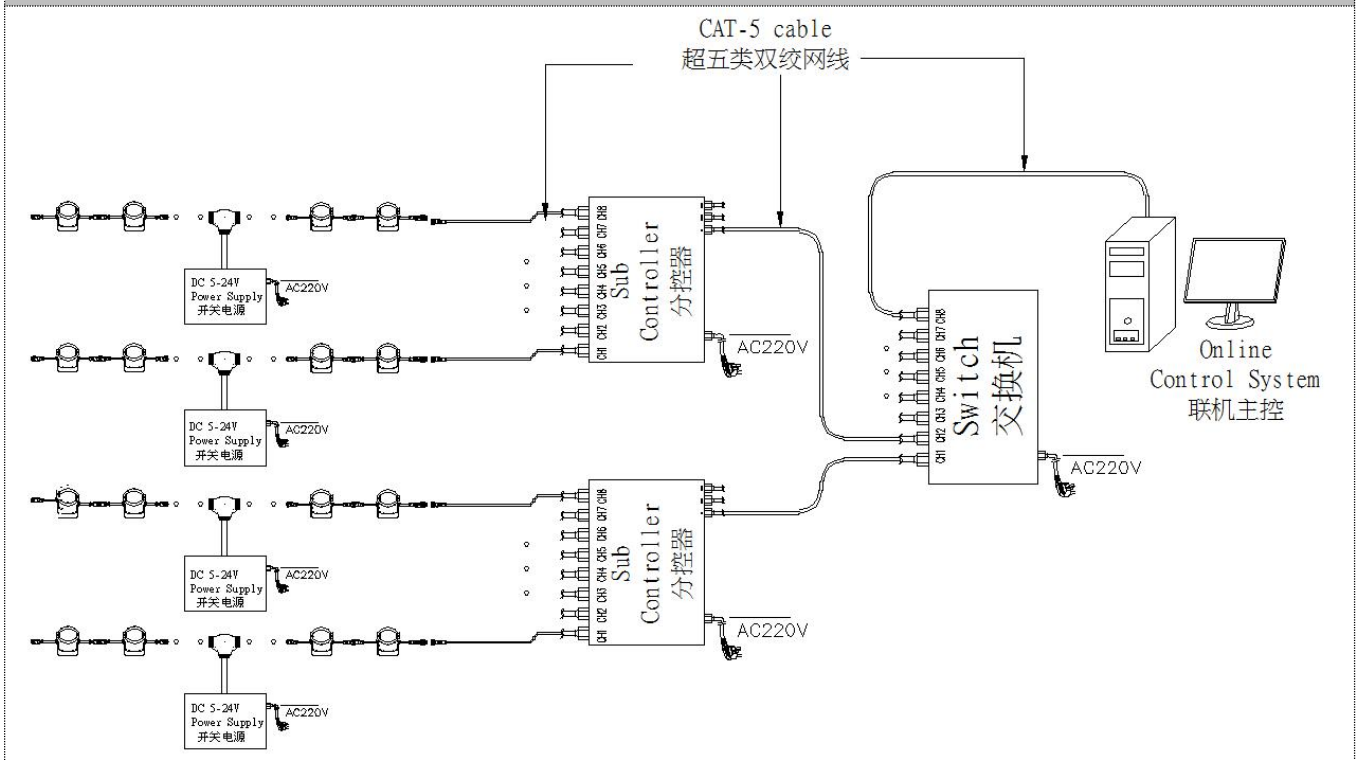 CAT-5 cable
超五类双绞网线
CH8
CH7
CH6
CH5
CH4
CH3
CH2
CH1
Sub
Controller
分控器
AC220V
DC 5-24V
Power Supply
开关电源
AC220V
DC 5-24V
Power Supply
开关电源
AC220V
CH8
CH7
CH6
CH5
CH4
CH3
CH2
CH1
Switch
交换机
AC220V
Online
Control System
联机主控
CH8
CH7
CH6
CH5
CH4
CH3
CH2
CH1
Sub
Controller
分控器
AC220V
DC 5-24V
Power Supply
开关电源
AC220V
DC 5-24V
Power Supply
开关电源
AC220V